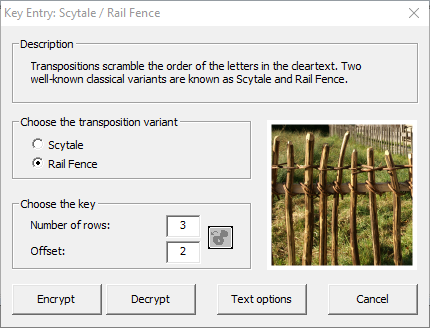 Key Entry: Scytale / Rail Fence
Description
Transpositions scramble the order of the letters in the cleartext. Two
well-known classical variants are known as Scytale and Rail Fence.
Choose the transposition variant
Scytale
Rail Fence
Choose the key
Number of rows: 3
Offset: 2
Encrypt Decrypt Text options Cancel